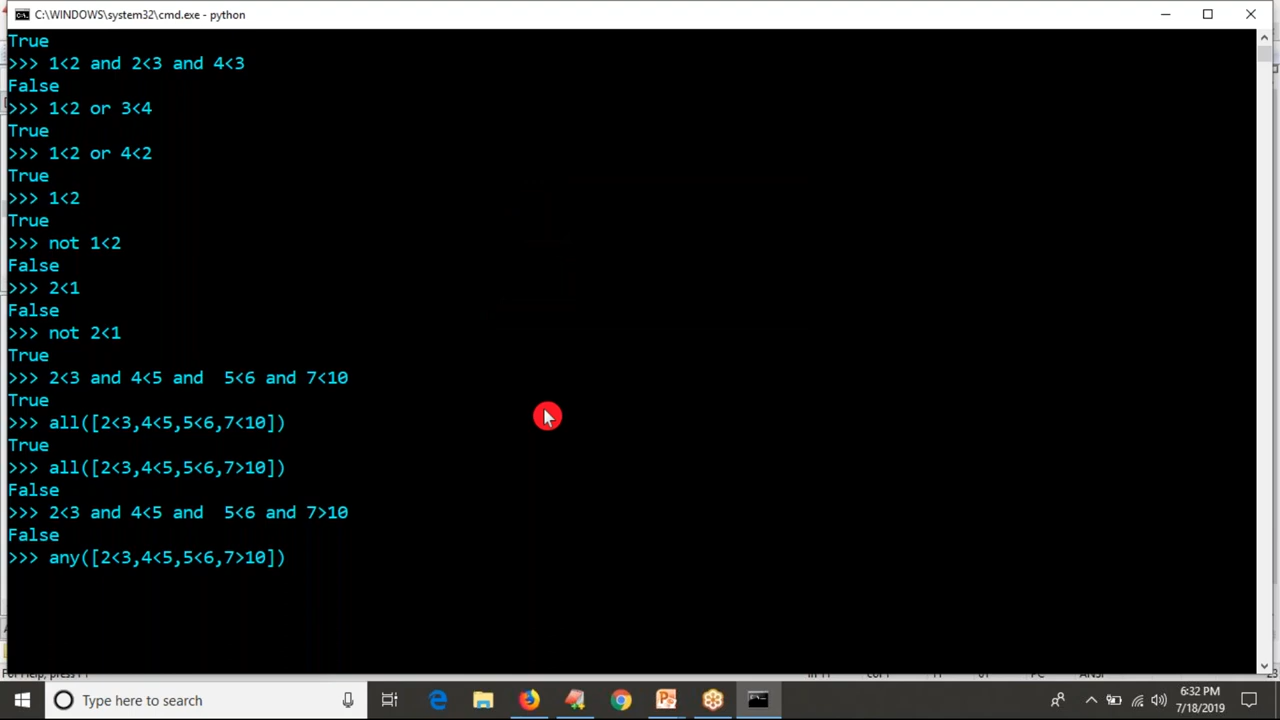 C:\WINDOWS\system32\cmd.exe - python
True
>>> 1<2 and 2<3 and 4<3
False
>>> 1<2 or 3<4
True
>>> 1<2 or 4<2
True
>>> 1<2
True
>>> not 1<2
False
>>> 2<1
False
>>> not 2<1
True
>>> 2<3 and 4<5 and  5<6 and 7<10
True
>>> all([2<3,4<5,5<6,7<10])
True
>>> all([2<3,4<5,5<6,7>10])
False
>>> 2<3 and 4<5 and  5<6 and 7>10
False
>>> any([2<3,4<5,5<6,7>10])
Type here to search
6:32 PM
7/18/2019